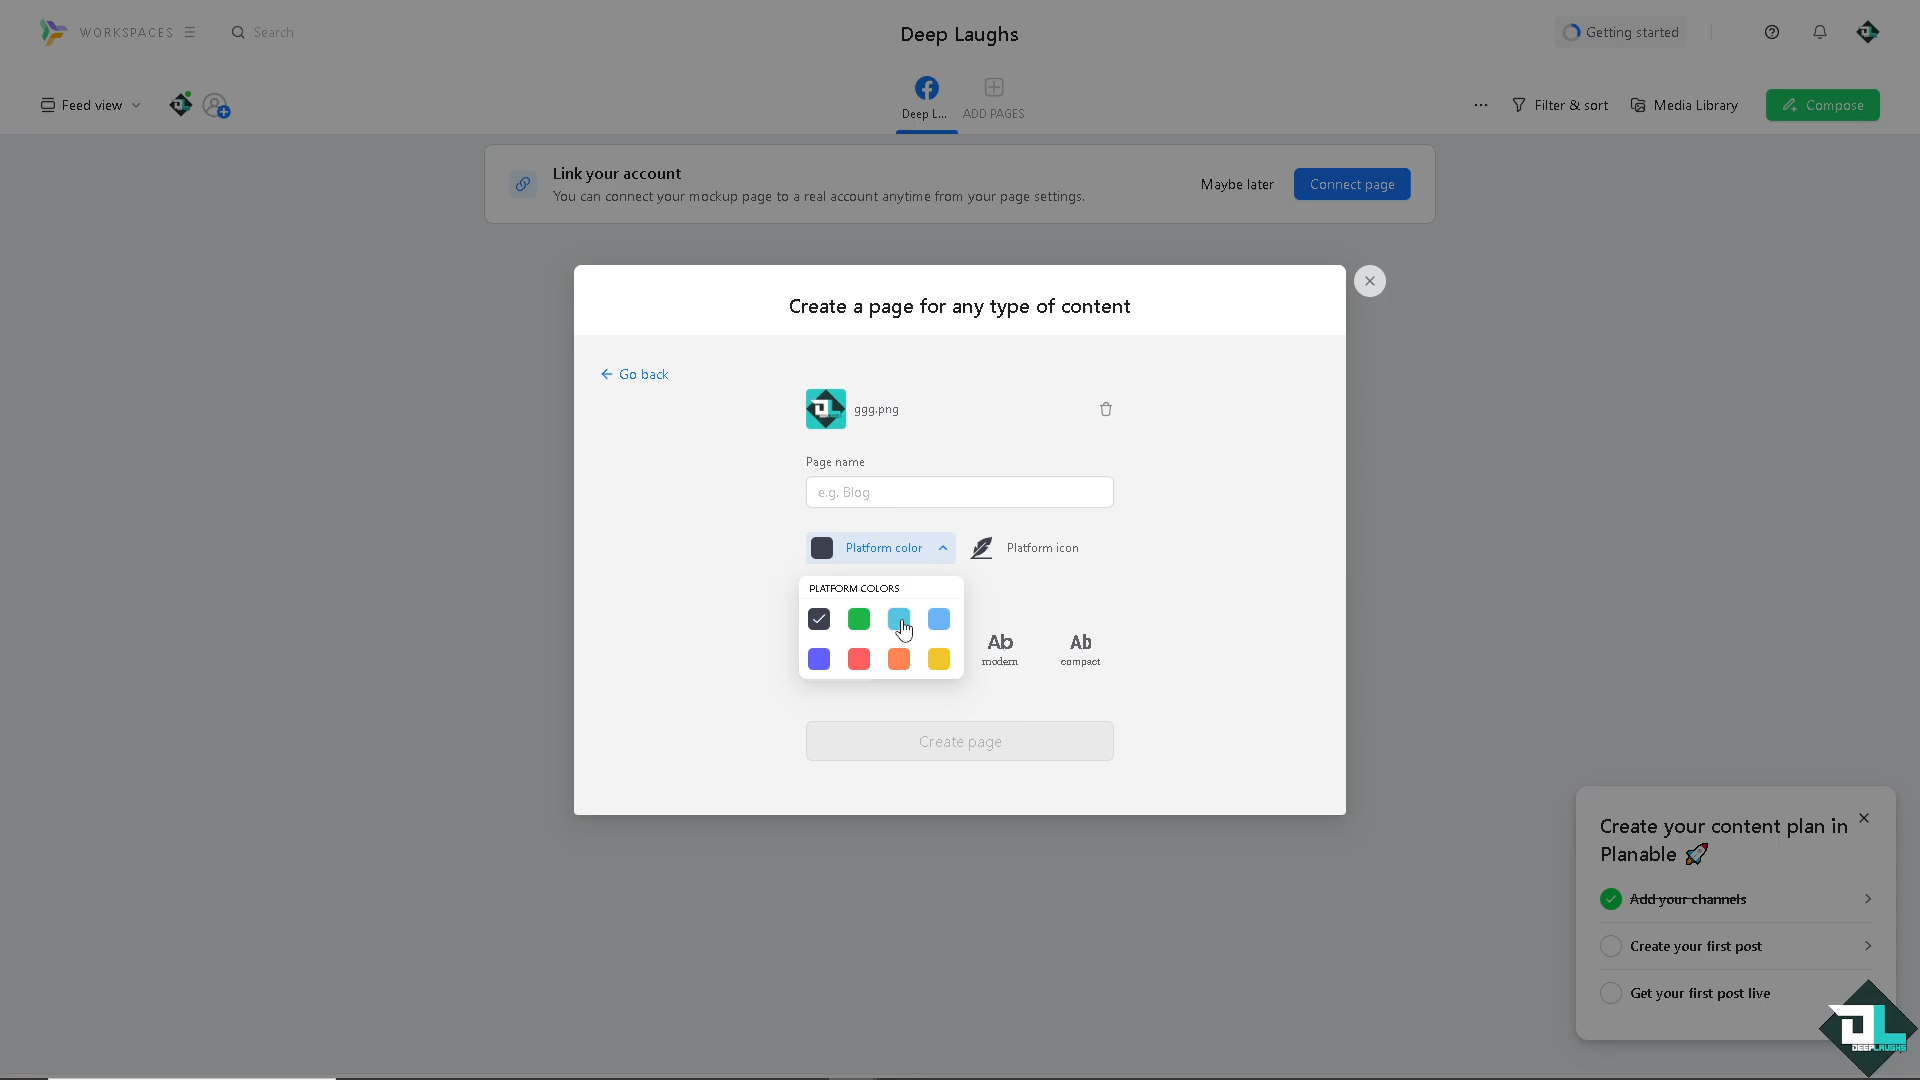 WORKSPACES
Search
Deep Laughs
Getting started
Feed view
Deep L...
ADD PAGES
Filter & sort
Media Library
Compose
Link your account
You can connect your mockup page to a real account anytime from your page settings.
Maybe later
Connect page
Create a page for any type of content
Go back
ggg.png
Page name
e.g. Blog
Platform color
Platform icon
PLATFORM COLORS
Ab
modern
Ab
compact
Create page
Create your content plan in
Planable 🚀
Add your channels
Create your first post
Get your first post live
DL
DEEPLAUGHS